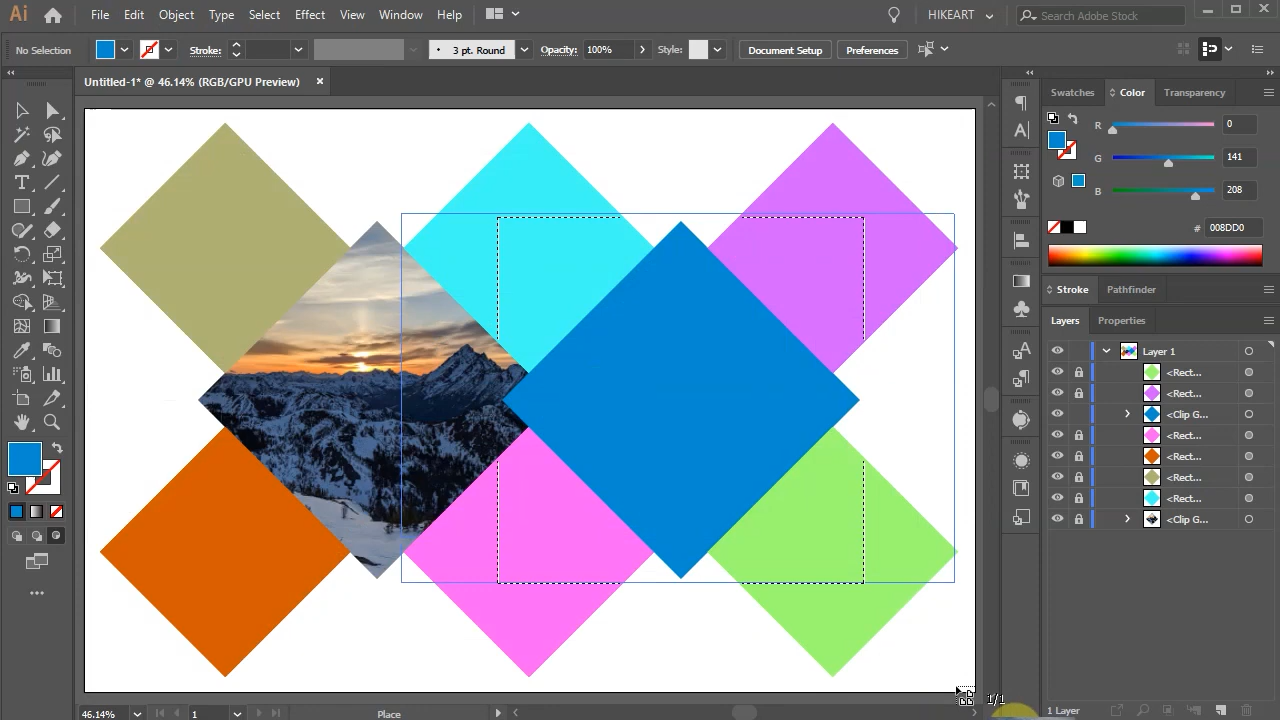 Ai File Edit Object Type Select Effect View Window Help HIKEART Search Adobe Stock
No Selection Stroke: 3 pt. Round Opacity: 100% Style: Document Setup Preferences
Untitled-1* @ 46.14% (RGB/GPU Preview) ×
Swatches Color Transparency
R 0
G 141
B 208
# 008DD0
Stroke Pathfinder
Layers Properties
Layer 1
<Rect...
<Rect...
<Clip G...
<Rect...
<Rect...
<Rect...
<Rect...
<Clip G...
1/1
46.14% 1 Place 1 Layer